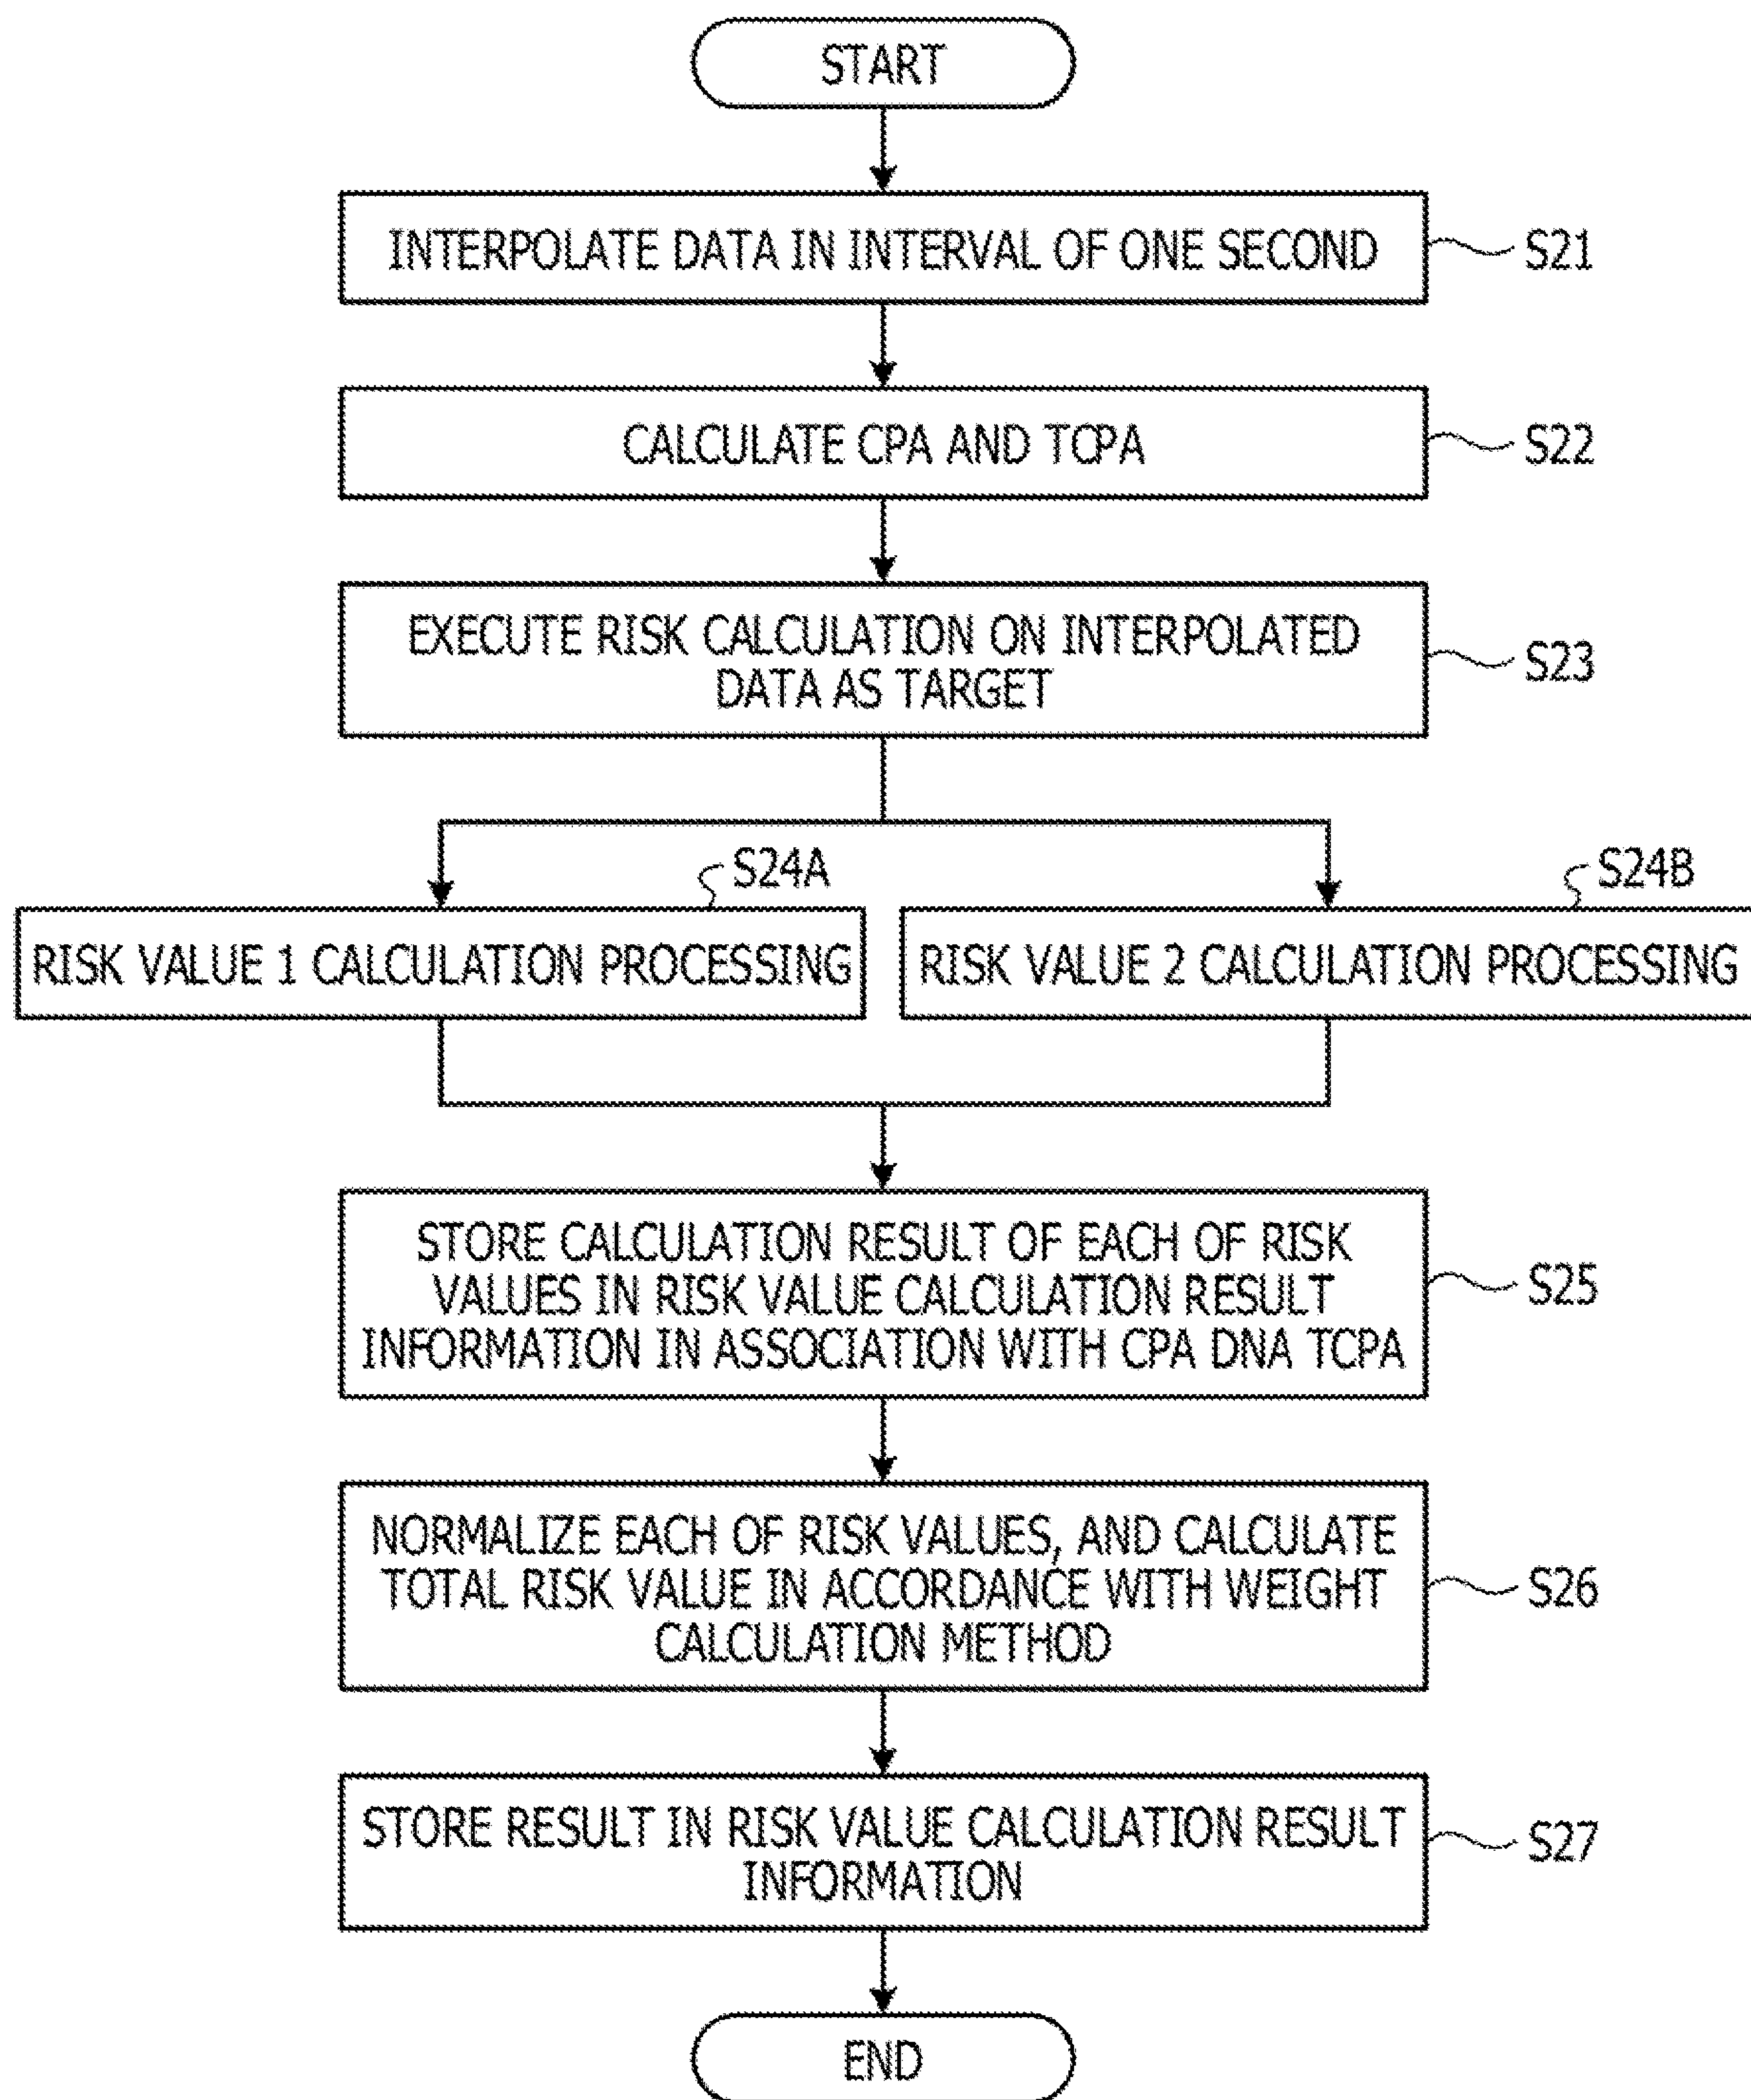 START
INTERPOLATE DATA IN INTERVAL OF ONE SECOND
S21
CALCULATE CPA AND TCPA
S22
EXECUTE RISK CALCULATION ON INTERPOLATED
DATA AS TARGET
S23
S24A
S24B
RISK VALUE 1 CALCULATION PROCESSING
RISK VALUE 2 CALCULATION PROCESSING
STORE CALCULATION RESULT OF EACH OF RISK
VALUES IN RISK VALUE CALCULATION RESULT
INFORMATION IN ASSOCIATION WITH CPA DNA TCPA
S25
NORMALIZE EACH OF RISK VALUES, AND CALCULATE
TOTAL RISK VALUE IN ACCORDANCE WITH WEIGHT
CALCULATION METHOD
S26
STORE RESULT IN RISK VALUE CALCULATION RESULT
INFORMATION
S27
END